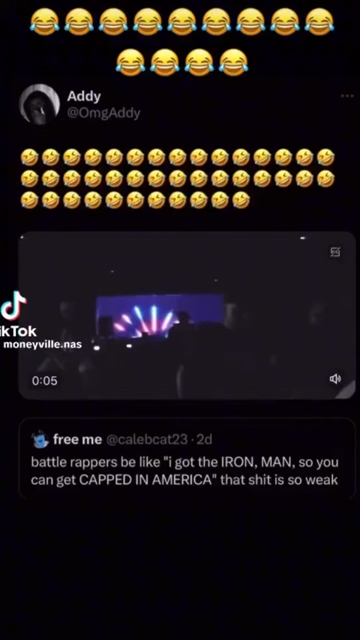 😂😂😂😂😂😂😂😂😂
😂😂😂😂
Addy
@OmgAddy
🤣🤣🤣🤣🤣🤣🤣🤣🤣🤣🤣🤣🤣🤣🤣
🤣🤣🤣🤣🤣🤣🤣🤣🤣🤣🤣🤣🤣🤣🤣
🤣🤣🤣🤣🤣🤣🤣🤣🤣🤣🤣
ikTok
moneyville.nas
0:05
free me @calebcat23 · 2d
battle rappers be like "i got the IRON, MAN, so you
can get CAPPED IN AMERICA" that shit is so weak